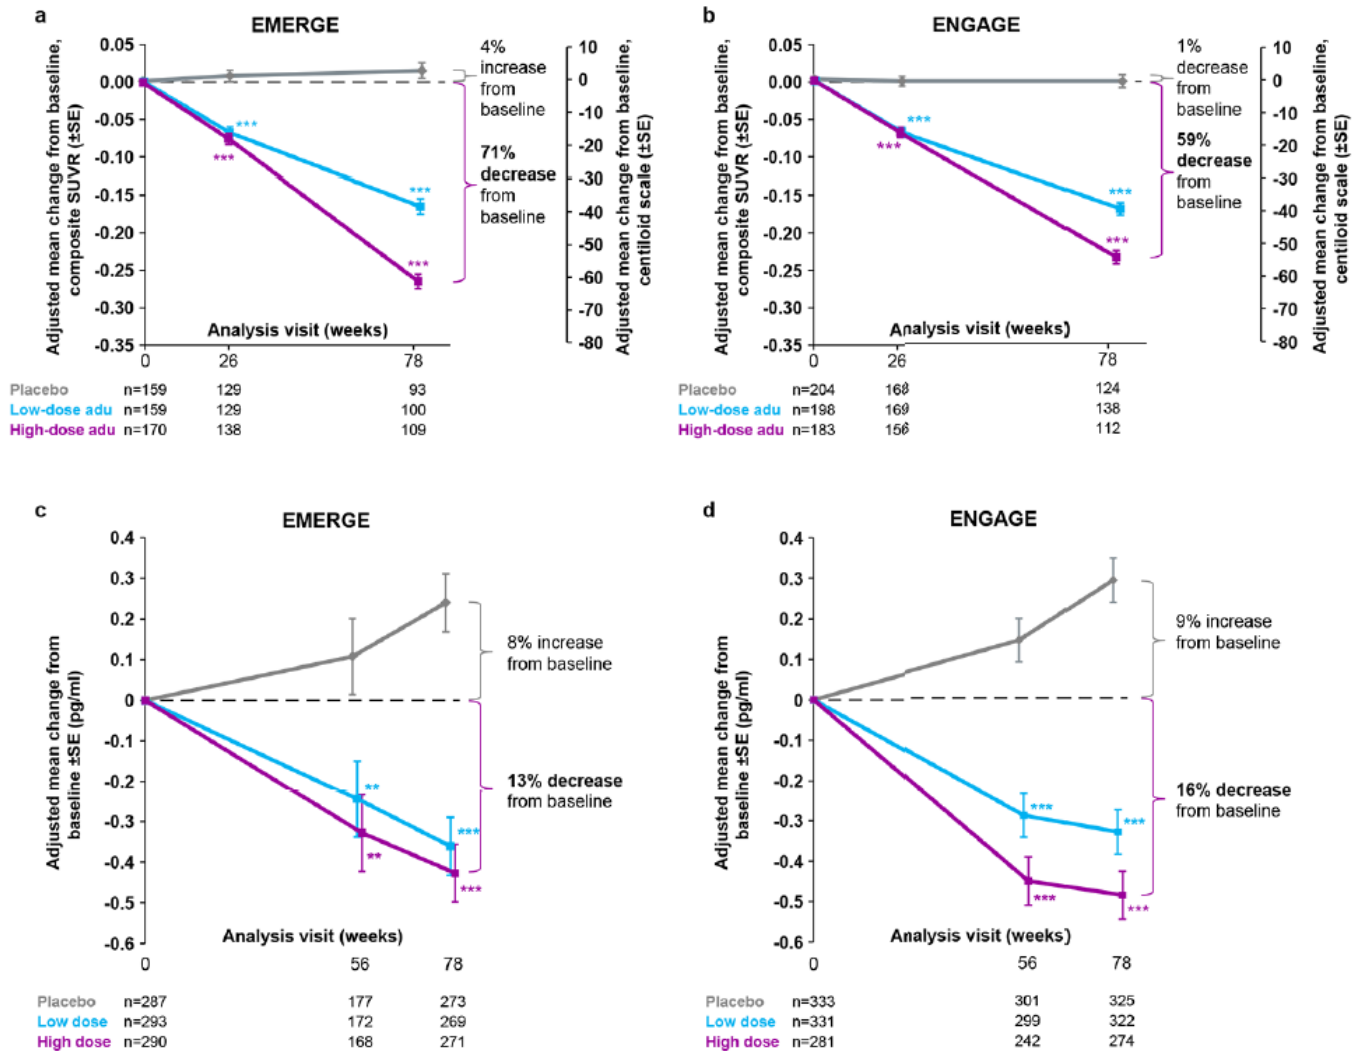 a
EMERGE
Adjusted mean change from baseline,
composite SUVR (±SE)
0.05
0.00
-0.05
-0.10
-0.15
-0.20
-0.25
-0.30
-0.35
***
***
***
***
4%
increase
from
baseline
71%
decrease
from
baseline
10
0
-10
-20
-30
-40
-50
-60
-70
-80
Adjusted mean change from baseline,
centiloid scale (±SE)
Analysis visit (weeks)
0 26 78
Placebo n=159 129 93
Low-dose adu n=159 129 100
High-dose adu n=170 138 109
b
ENGAGE
Adjusted mean change from baseline,
composite SUVR (±SE)
0.05
0.00
-0.05
-0.10
-0.15
-0.20
-0.25
-0.30
-0.35
***
***
***
***
1%
decrease
from
baseline
59%
decrease
from
baseline
10
0
-10
-20
-30
-40
-50
-60
-70
-80
Adjusted mean change from baseline,
centiloid scale (±SE)
Analysis visit (weeks)
0 26 78
Placebo n=204 168 124
Low-dose adu n=198 169 138
High-dose adu n=183 156 112
c
EMERGE
Adjusted mean change from
baseline ±SE (pg/ml)
0.4
0.3
0.2
0.1
0
-0.1
-0.2
-0.3
-0.4
-0.5
-0.6
**
**
***
***
8% increase
from baseline
13% decrease
from baseline
Analysis visit (weeks)
0 56 78
Placebo n=287 177 273
Low dose n=293 172 269
High dose n=290 168 271
d
ENGAGE
Adjusted mean change from
baseline ±SE (pg/ml)
0.4
0.3
0.2
0.1
0
-0.1
-0.2
-0.3
-0.4
-0.5
-0.6
***
***
***
***
9% increase
from baseline
16% decrease
from baseline
Analysis visit (weeks)
0 56 78
Placebo n=333 301 325
Low dose n=331 299 322
High dose n=281 242 274